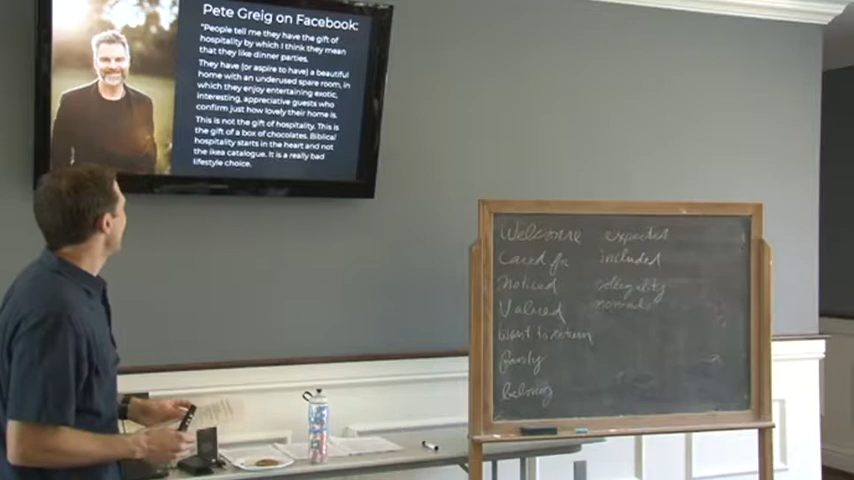 Pete Greig on Facebook:
"People tell me they have the gift of
hospitality by which I think they mean
that they like dinner parties.
They have (or aspire to have) a beautiful
home with an underused spare room, in
which they enjoy entertaining exotic,
interesting, appreciative guests who
confirm just how lovely their home is.
This is not the gift of hospitality. This is
the gift of a box of chocolates. Biblical
hospitality starts in the heart and not
the ikea catalogue. It is a really bad
lifestyle choice.
Welcome
Cared for
Noticed
Valued
Want to return
Family
Belong
expected
included